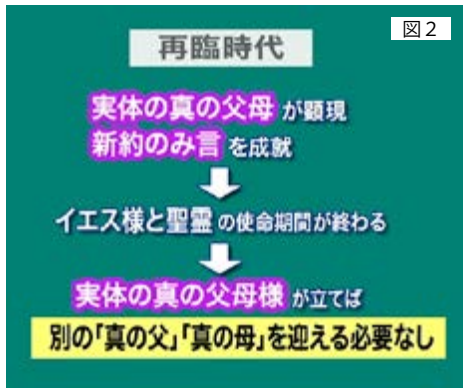 図2
再臨時代
実体の真の父母 が顕現
新約のみ言 を成就
イエス様と聖霊 の使命期間が終わる
実体の真の父母様 が立てば
別の「真の父」「真の母」を迎える必要なし